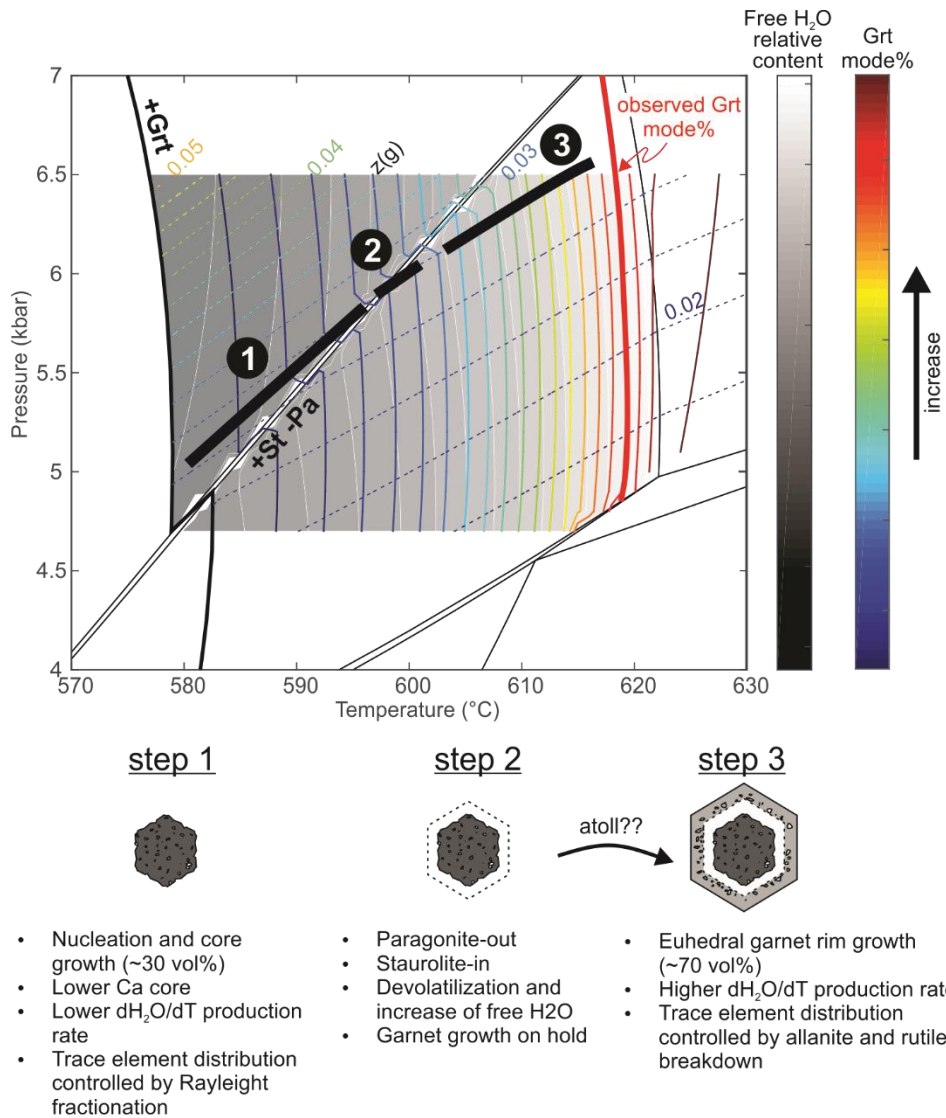 Free H₂O
relative
content
Grt
mode%
7
6.5
6
5.5
5
4.5
4
Pressure (kbar)
570
580
590
600
610
620
630
Temperature (°C)
+Grt
0.05
0.04
z(g)
0.03
0.02
observed Grt
mode%
1
2
3
+St -Pa
increase
step 1
step 2
step 3
atoll??
• Nucleation and core
growth (~30 vol%)
• Lower Ca core
• Lower dH₂O/dT production
rate
• Trace element distribution
controlled by Rayleight
fractionation
• Paragonite-out
• Staurolite-in
• Devolatilization and
increase of free H2O
• Garnet growth on hold
• Euhedral garnet rim growth
(~70 vol%)
• Higher dH₂O/dT production rate
• Trace element distribution
controlled by allanite and rutile
breakdown